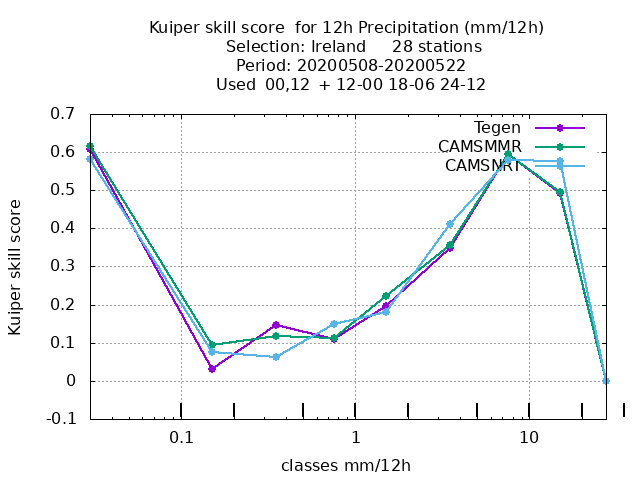 Kuiper skill score  for 12h Precipitation (mm/12h)
Selection: Ireland     28 stations
Period: 20200508-20200522
Used  00,12  + 12-00 18-06 24-12
Tegen
CAMSMMR
CAMSNRT
0.7
0.6
0.5
0.4
0.3
0.2
0.1
0
-0.1
Kuiper skill score
0.1
1
10
classes mm/12h